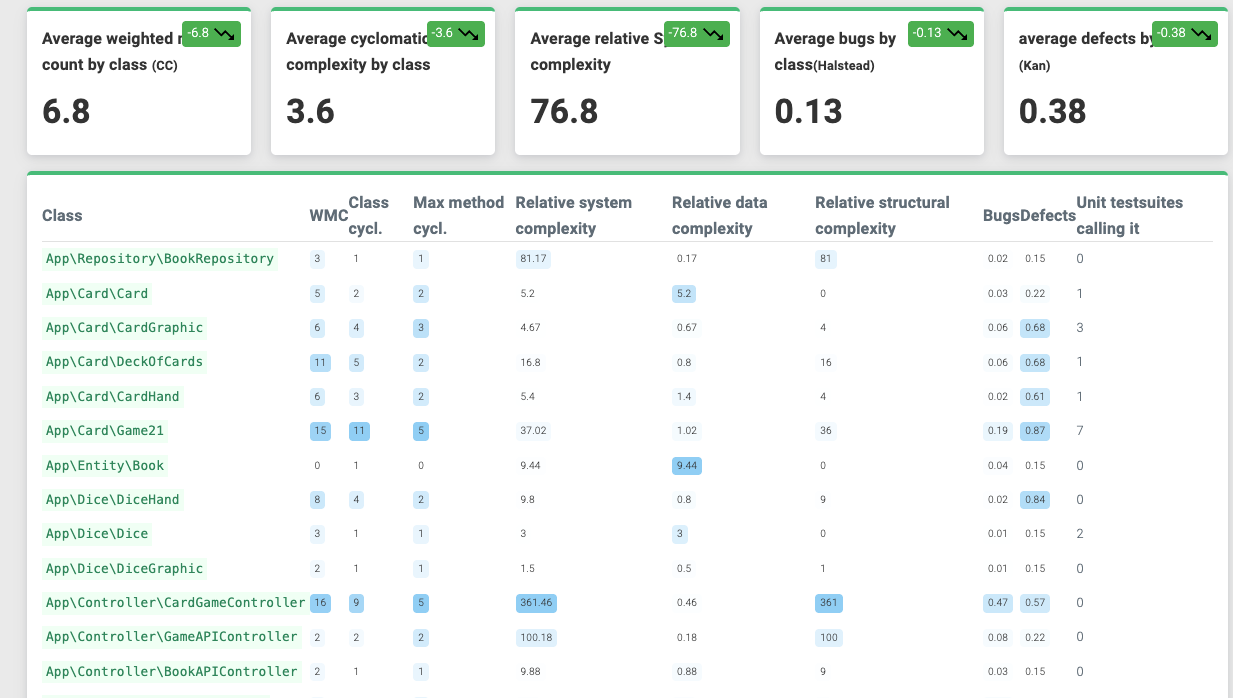 Average weighted -6.8
count by class (CC)
6.8
Average cyclomatic -3.6
complexity by class
3.6
Average relative -76.8
complexity
76.8
Average bugs by -0.13
class(Halstead)
0.13
average defects by -0.38
(Kan)
0.38
Class WMC Class cycl. Max method cycl. Relative system complexity Relative data complexity Relative structural complexity Bugs Defects Unit testsuites calling it
App\Repository\BookRepository 3 1 1 81.17 0.17 81 0.02 0.15 0
App\Card\Card 5 2 2 5.2 5.2 0 0.03 0.22 1
App\Card\CardGraphic 6 4 3 4.67 0.67 4 0.06 0.68 3
App\Card\DeckOfCards 11 5 2 16.8 0.8 16 0.06 0.68 1
App\Card\CardHand 6 3 2 5.4 1.4 4 0.02 0.61 1
App\Card\Game21 15 11 5 37.02 1.02 36 0.19 0.87 7
App\Entity\Book 0 1 0 9.44 9.44 0 0.04 0.15 0
App\Dice\DiceHand 8 4 2 9.8 0.8 9 0.02 0.84 0
App\Dice\Dice 3 1 1 3 3 0 0.01 0.15 2
App\Dice\DiceGraphic 2 1 1 1.5 0.5 1 0.01 0.15 0
App\Controller\CardGameController 16 9 5 361.46 0.46 361 0.47 0.57 0
App\Controller\GameAPIController 2 2 2 100.18 0.18 100 0.08 0.22 0
App\Controller\BookAPIController 2 1 1 9.88 0.88 9 0.03 0.15 0